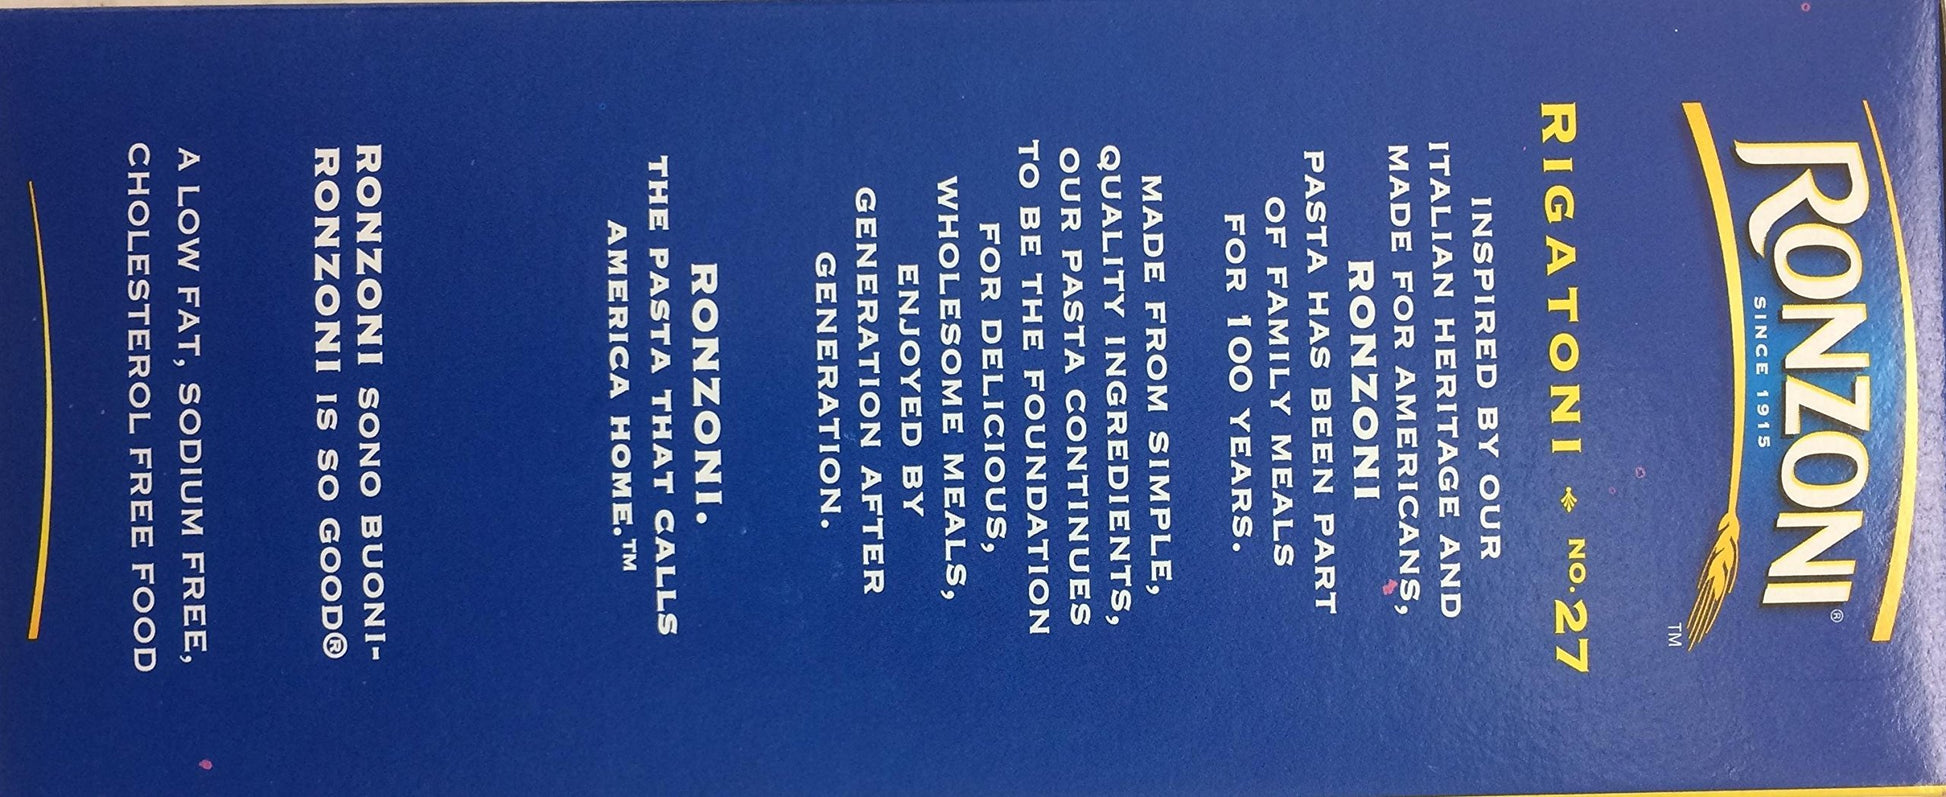 RONZONI®
SINCE 1915
TM
RIGATONI NO. 27
INSPIRED BY OUR
ITALIAN HERITAGE AND
MADE FOR AMERICANS,
RONZONI
PASTA HAS BEEN PART
OF FAMILY MEALS
FOR 100 YEARS.
MADE FROM SIMPLE,
QUALITY INGREDIENTS,
OUR PASTA CONTINUES
TO BE THE FOUNDATION
FOR DELICIOUS,
WHOLESOME MEALS,
ENJOYED BY
GENERATION AFTER
GENERATION.
RONZONI.
THE PASTA THAT CALLS
AMERICA HOME.™
RONZONI SONO BUONI-
RONZONI IS SO GOOD®
A LOW FAT, SODIUM FREE,
CHOLESTEROL FREE FOOD